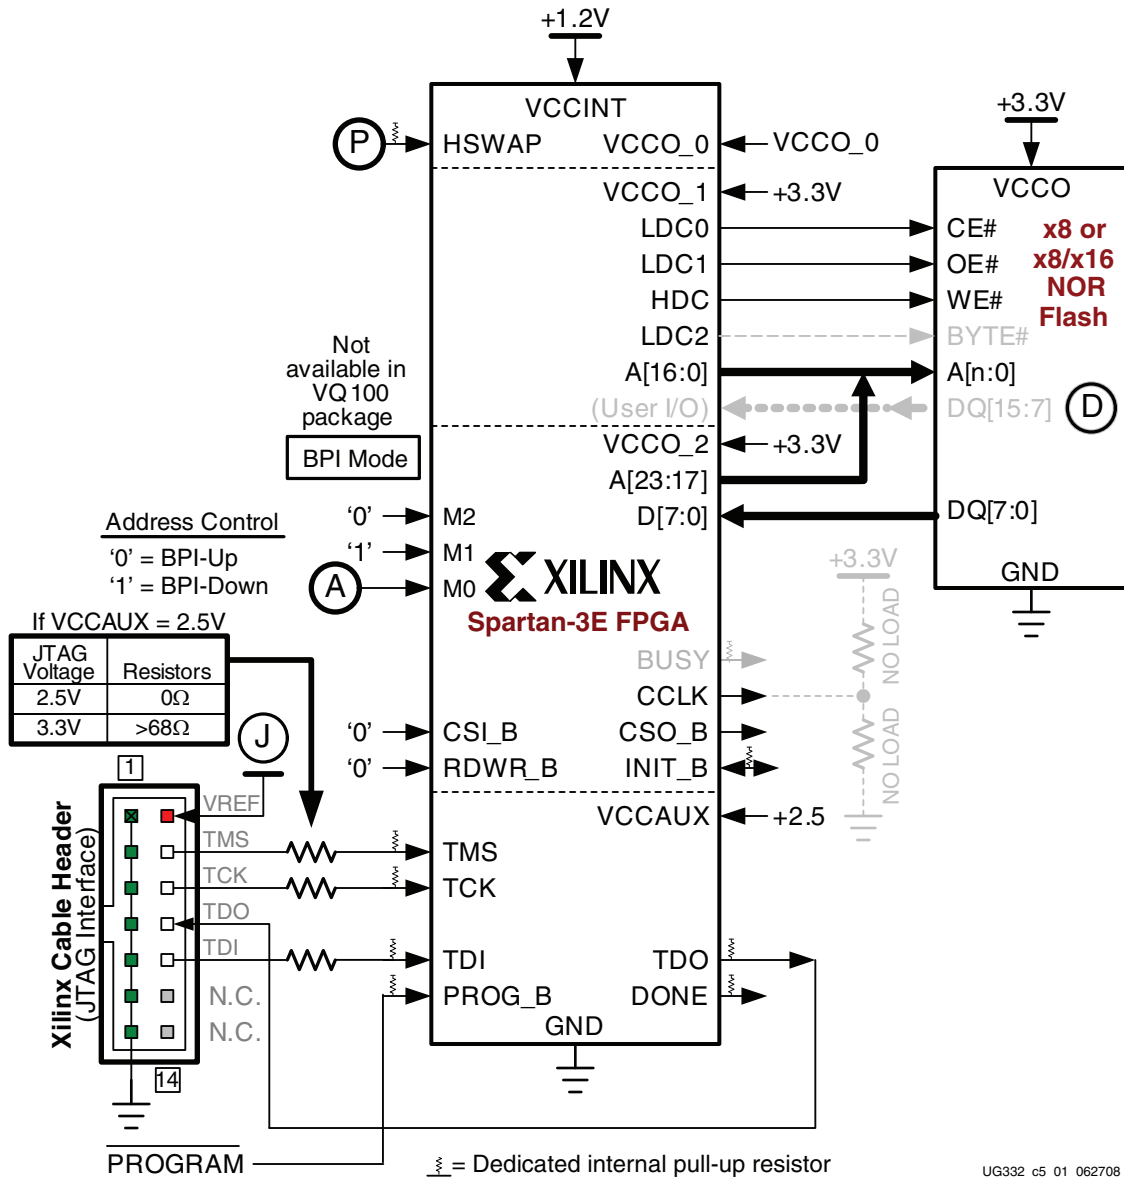 +1.2V
VCCINT
P
HSWAP
VCCO_0
VCCO_0
+3.3V
VCCO
VCCO_1
+3.3V
LDC0
CE#
x8 or
x8/x16
NOR
Flash
LDC1
OE#
HDC
WE#
LDC2
BYTE#
A[16:0]
A[n:0]
(User I/O)
DQ[15:7]
D
Not
available in
VQ100
package
BPI Mode
VCCO_2
+3.3V
A[23:17]
D[7:0]
DQ[7:0]
GND
Address Control
'0' = BPI-Up
'1' = BPI-Down
'0'
M2
'1'
M1
A
M0
XILINX
Spartan-3E FPGA
+3.3V
NO LOAD
NO LOAD
If VCCAUX = 2.5V
JTAG
Voltage
Resistors
2.5V
0Ω
3.3V
>68Ω
J
BUSY
CCLK
'0'
CSI_B
CSO_B
'0'
RDWR_B
INIT_B
VCCAUX
+2.5
1
VREF
TMS
TMS
TCK
TCK
TDO
TDI
TDI
TDO
N.C.
PROG_B
DONE
N.C.
GND
14
Xilinx Cable Header
(JTAG Interface)
PROGRAM
= Dedicated internal pull-up resistor
UG332_c5_01_062708